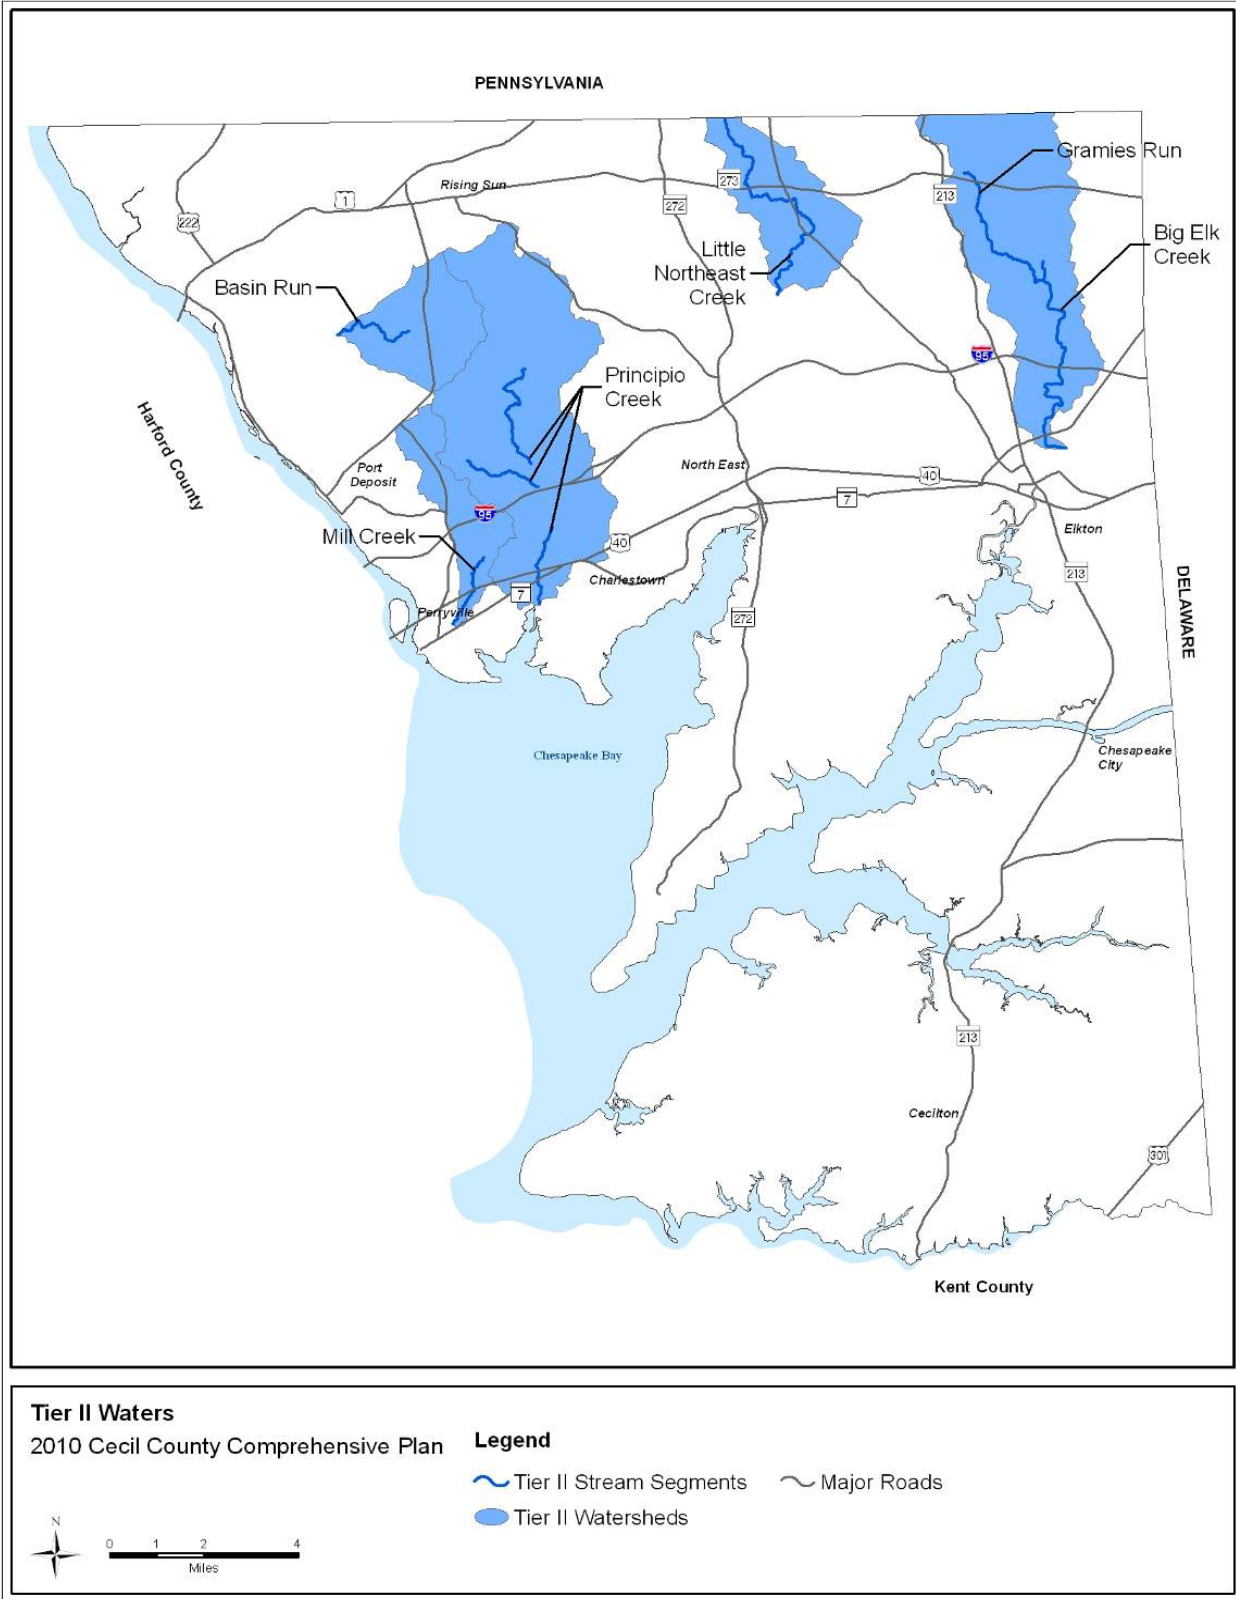 PENNSYLVANIA
Gramies Run
273
Rising Sun
1
213
272
222
Big Elk
Creek
Little
Northeast
Creek
Basin Run
95
Principio
Creek
Harford County
Port
Deposit
North East
40
7
95
Mill Creek
40
Elkton
213
Charlestown
7
Perryville
272
DELAWARE
Chesapeake Bay
Chesapeake
City
213
Cecilton
301
Kent County
Tier II Waters
2010 Cecil County Comprehensive Plan
Legend
Tier II Stream Segments
Major Roads
Tier II Watersheds
N
0 1 2 4
Miles